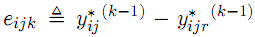 e_{ijk} ≜ y^*_{ij}^{(k−1)} − y^*_{ijr}^{(k−1)}